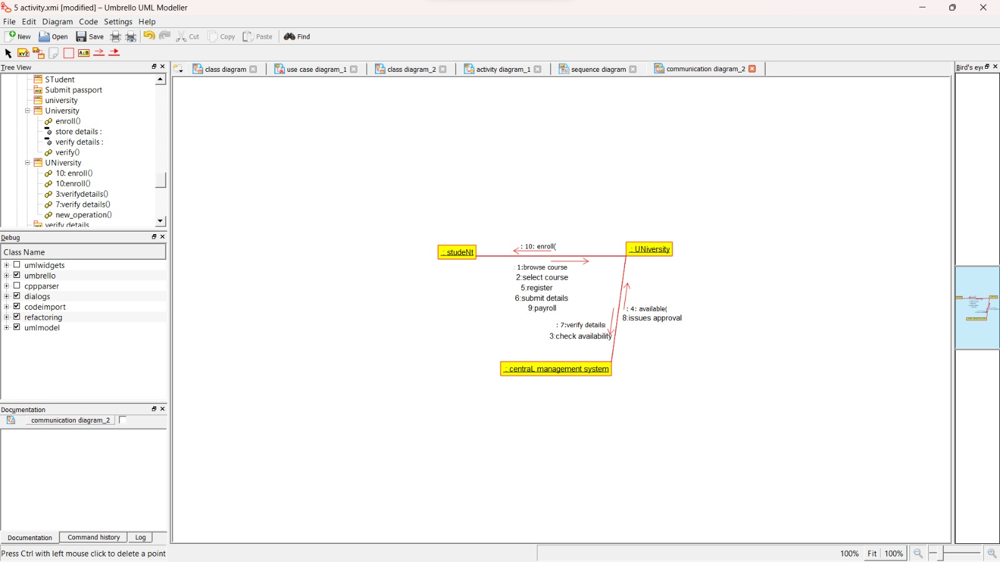 5 activity.xmi [modified] – Umbrello UML Modeller
File Edit Diagram Code Settings Help
New Open Save Cut Copy Paste Find
XYZ A:B
Tree View
class diagram use case diagram_1 class diagram_2 activity diagram_1 sequence diagram communication diagram_2
Bird's eye
STudent
Submit passport
university
University
enroll()
store details :
verify details :
verify()
UNiversity
10: enroll()
10:enroll()
3:verifydetails()
7:verify details()
new_operation()
verify details
Debug
Class Name
umlwidgets
umbrello
cppparser
dialogs
codeimport
refactoring
umlmodel
Documentation
communication diagram_2
: studeNt
: 10: enroll(
: UNiversity
: 1:browse course
2:select course
5:register
6:submit details
9:payroll
: 4: available(
8:issues approval
: 7:verify details
3:check availability
: centraL management system
Documentation Command history Log
Press Ctrl with left mouse click to delete a point
100% Fit 100%